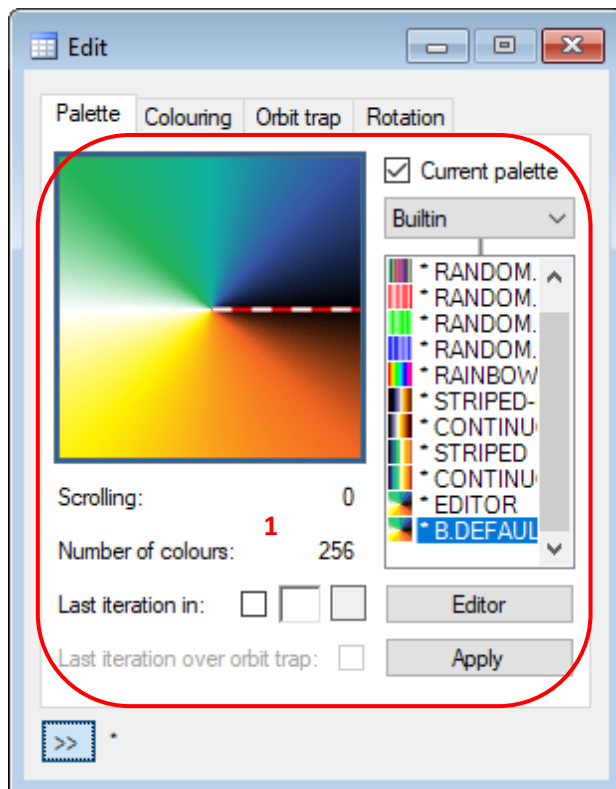 Edit
Palette Colouring Orbit trap Rotation
Current palette
Builtin
* RANDOM.
* RANDOM.
* RANDOM.
* RANDOM.
* RAINBOW
* STRIPED-
* CONTINU
* STRIPED
* CONTINU
* EDITOR
* B.DEFAUL
Scrolling: 0
1
Number of colours: 256
Last iteration in:
Editor
Last iteration over orbit trap:
Apply
>> *